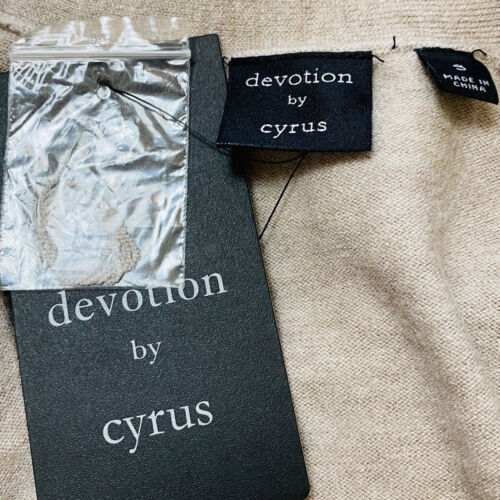 devotion
by
cyrus
S
MADE IN
CHINA
devotion
by
cyrus